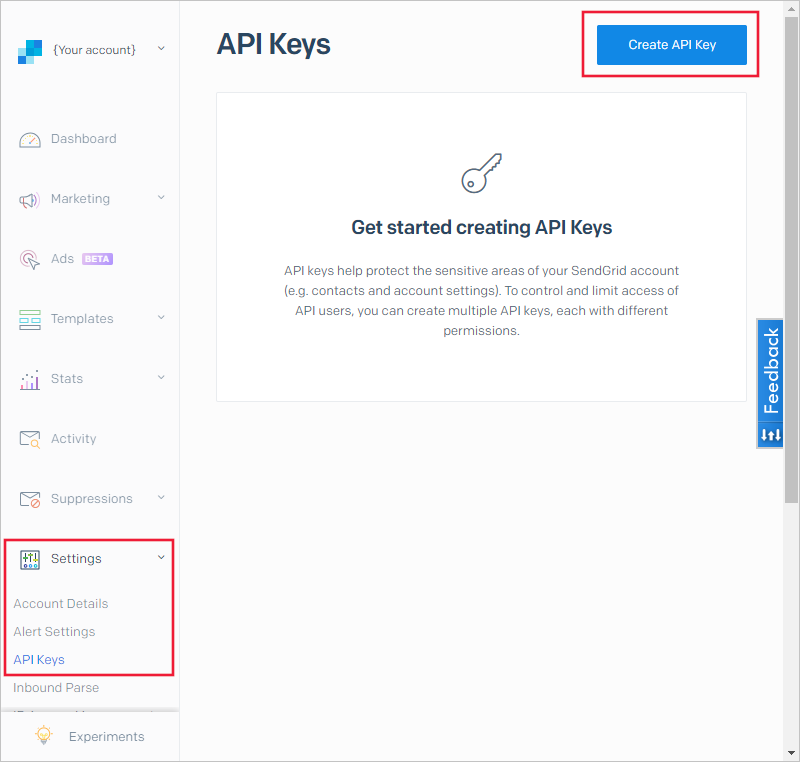 {Your account}
Dashboard
Marketing
Ads BETA
Templates
Stats
Activity
Suppressions
Settings
Account Details
Alert Settings
API Keys
Inbound Parse
Experiments
API Keys
Create API Key
Get started creating API Keys
API keys help protect the sensitive areas of your SendGrid account
(e.g. contacts and account settings). To control and limit access of
API users, you can create multiple API keys, each with different
permissions.
Feedback